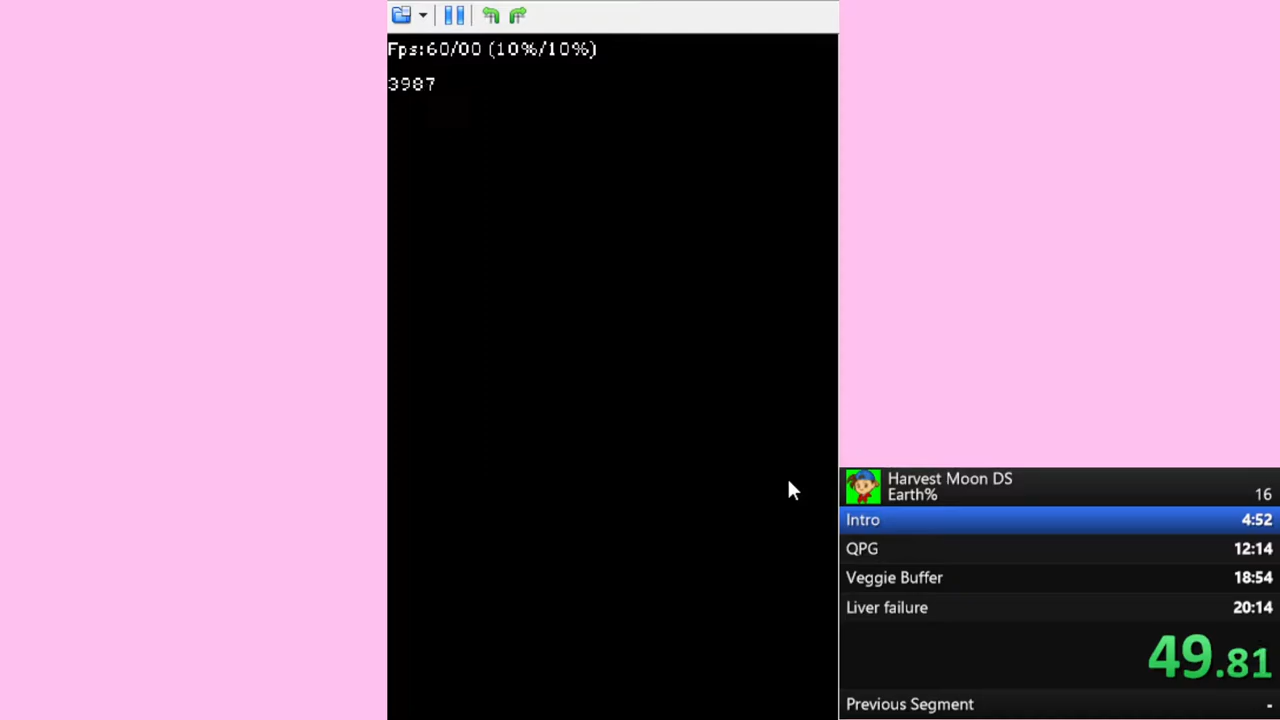 Fps:60/00 (10%/10%)
3987
Harvest Moon DS
Earth% 16
Intro 4:52
QPG 12:14
Veggie Buffer 18:54
Liver failure 20:14
49.81
Previous Segment -